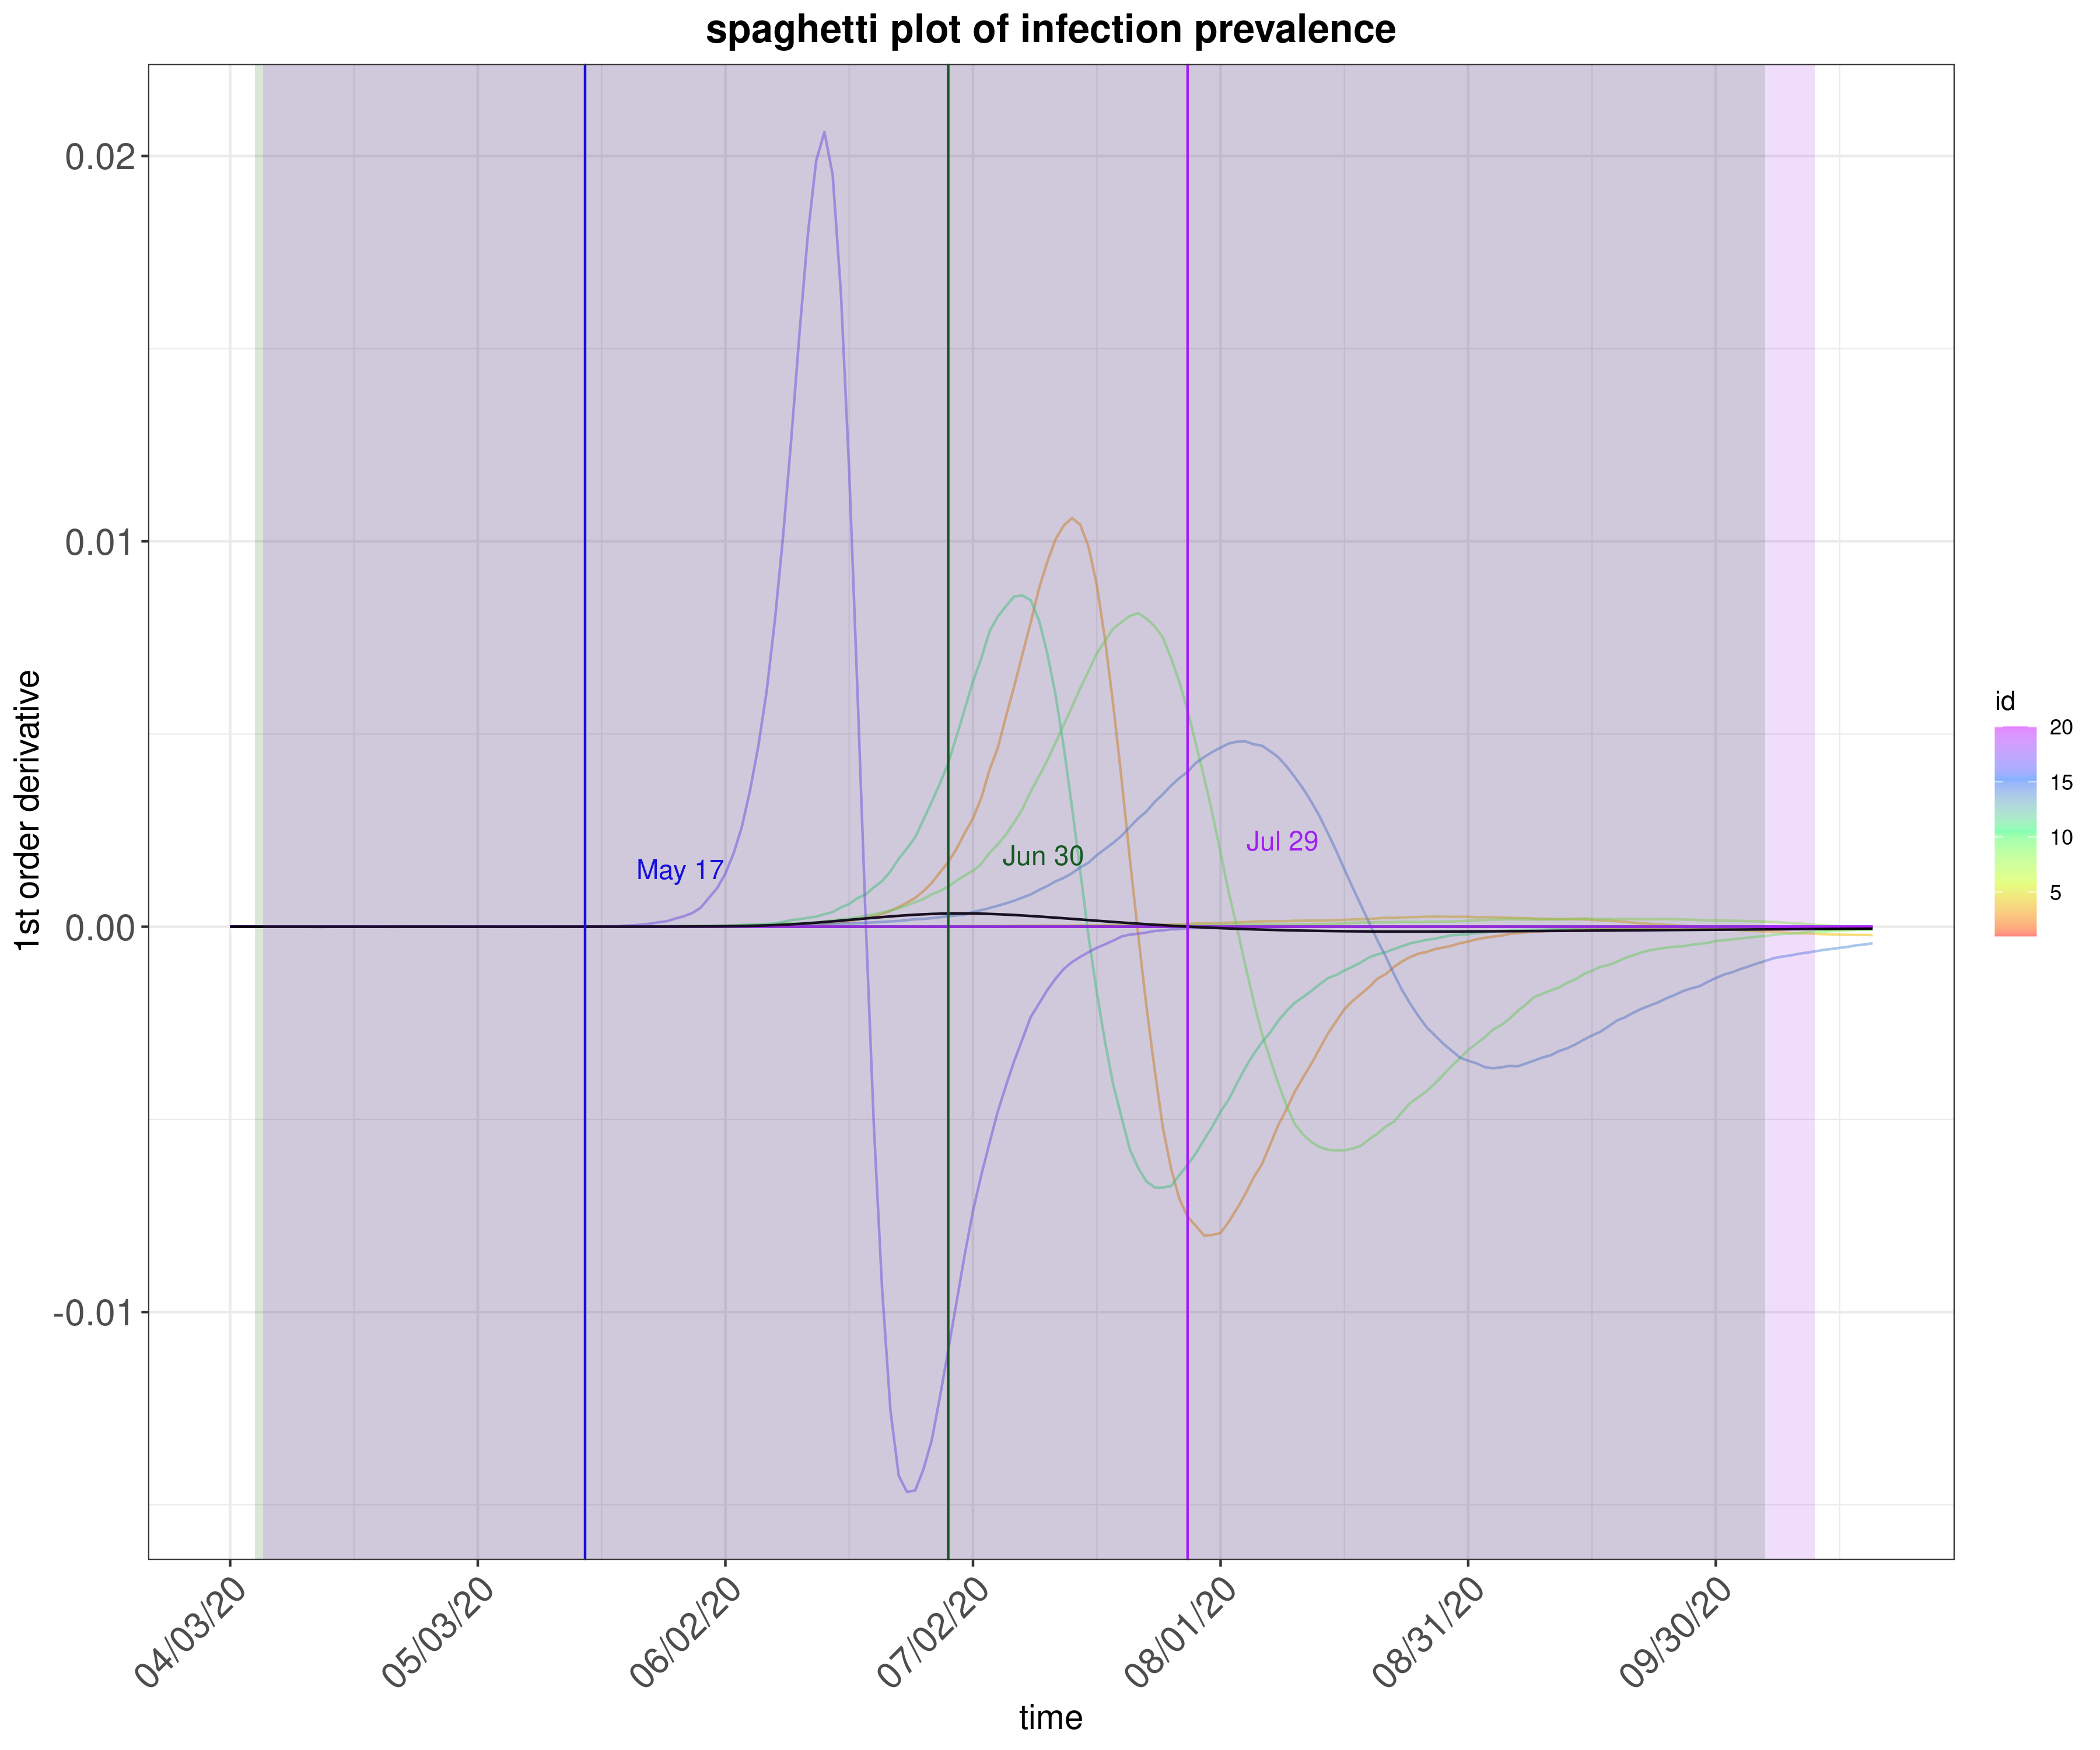 spaghetti plot of infection prevalence
1st order derivative
0.02
0.01
0.00
-0.01
May 17
Jun 30
Jul 29
04/03/20
05/03/20
06/02/20
07/02/20
08/01/20
08/31/20
09/30/20
time
id
20
15
10
5